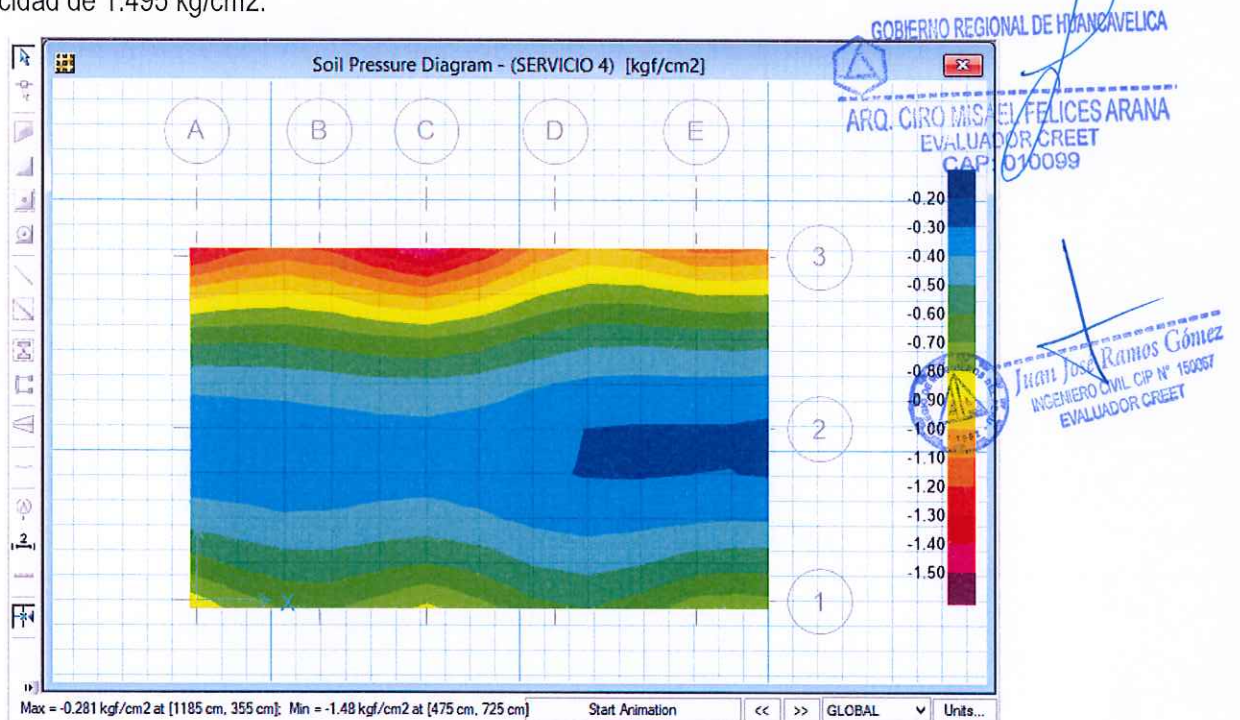 cidad de 1.495 kg/cm2.
GOBIERNO REGIONAL DE HUANCAVELICA
ARQ. CIRO MISAEL FELICES ARANA
EVALUADOR CREET
CAP: 010099
Soil Pressure Diagram - (SERVICIO 4) [kgf/cm2]
A B C D E
3
2
1
X
-0.20
-0.30
-0.40
-0.50
-0.60
-0.70
-0.80
-0.90
-1.00
-1.10
-1.20
-1.30
-1.40
-1.50
Juan José Ramos Gómez
INGENIERO CIVIL CIP N° 150057
EVALUADOR CREET
Max = -0.281 kgf/cm2 at [1185 cm, 355 cm]; Min = -1.48 kgf/cm2 at [475 cm, 725 cm] Start Animation << >> GLOBAL Units...